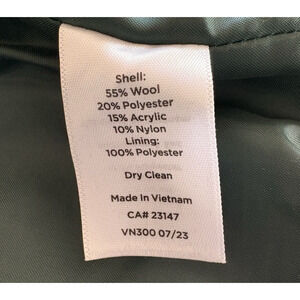 Shell:
55% Wool
20% Polyester
15% Acrylic
10% Nylon
Lining:
100% Polyester
Dry Clean
Made In Vietnam
CA# 23147
VN300 07/23